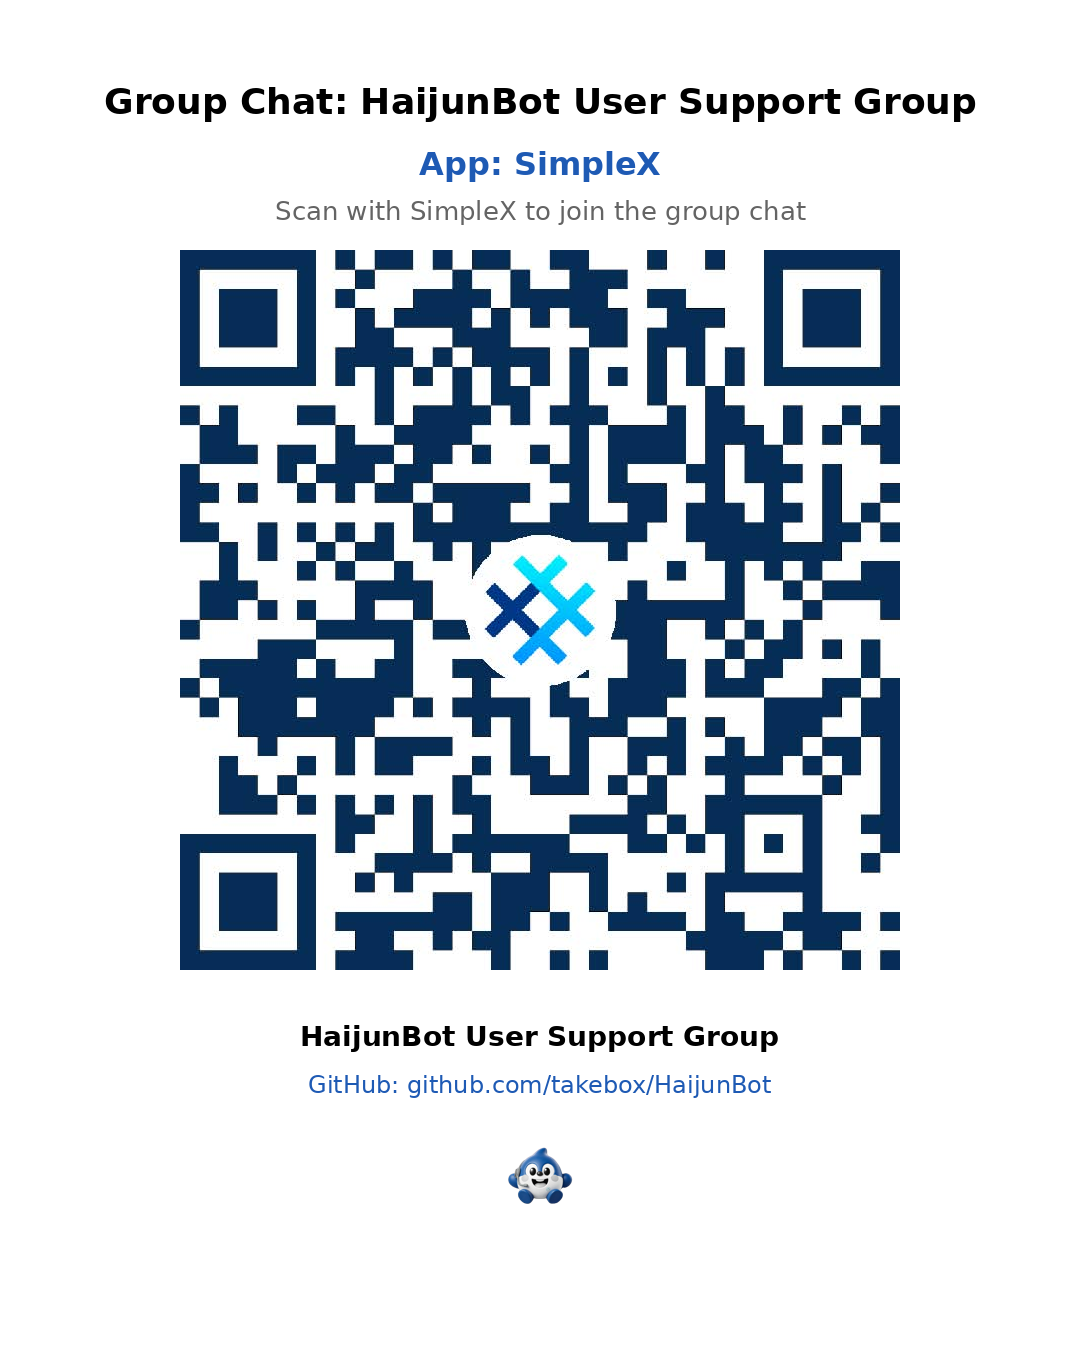 Group Chat: HaijunBot User Support Group
App: SimpleX
Scan with SimpleX to join the group chat
HaijunBot User Support Group
GitHub: github.com/takebox/HaijunBot